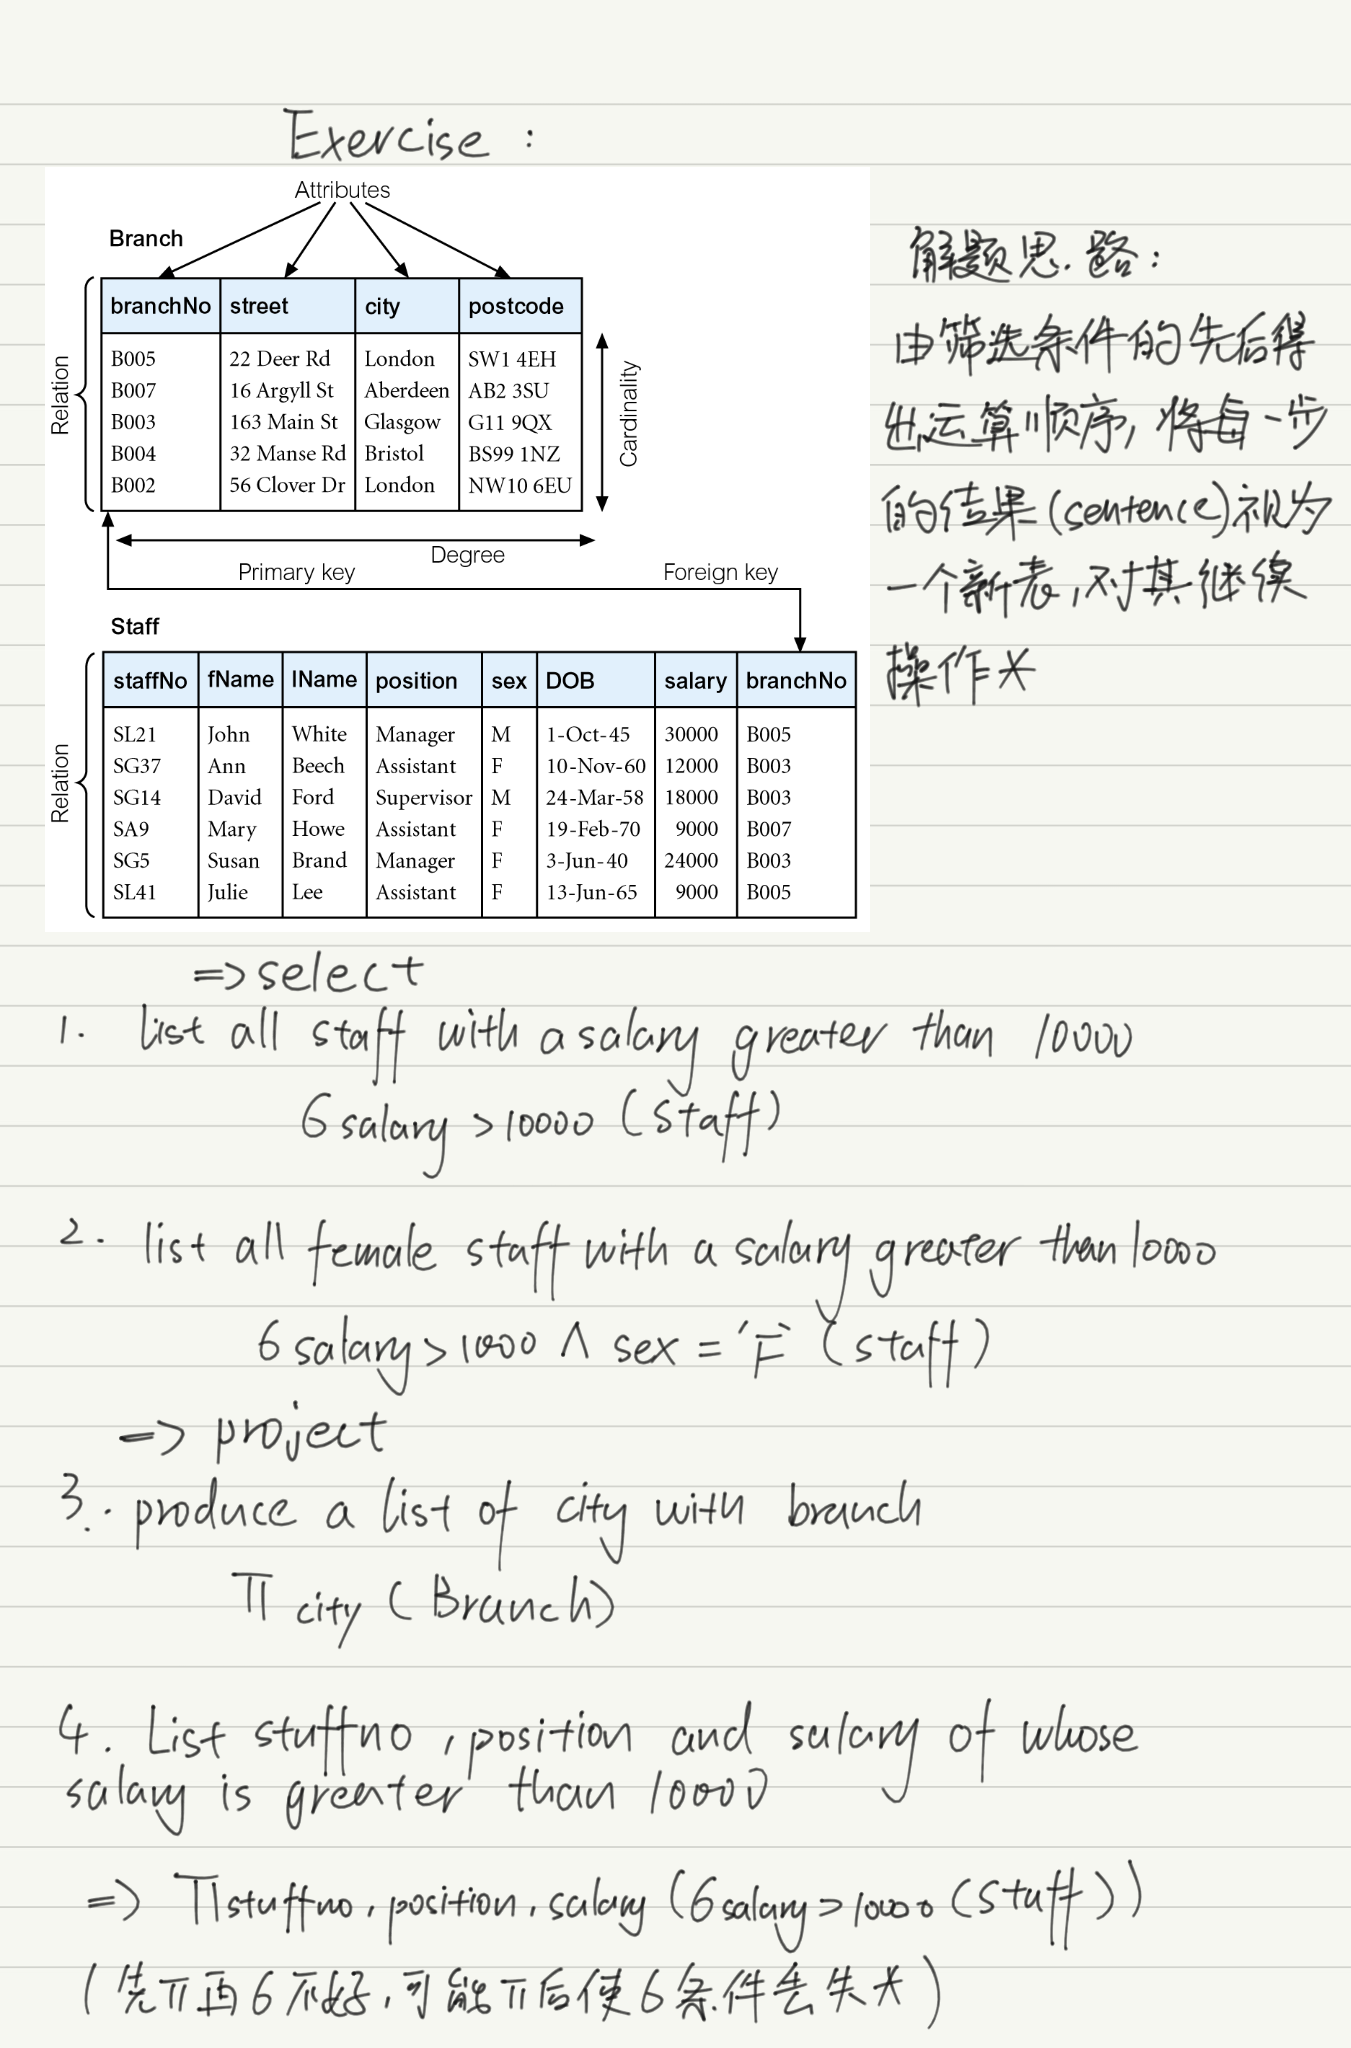 Exercise :
Attributes
Branch
branchNo street city postcode
B005 22 Deer Rd London SW1 4EH
B007 16 Argyll St Aberdeen AB2 3SU
B003 163 Main St Glasgow G11 9QX
B004 32 Manse Rd Bristol BS99 1NZ
B002 56 Clover Dr London NW10 6EU
Relation
Cardinality
Degree
Primary key
Foreign key
Staff
staffNo fName lName position sex DOB salary branchNo
SL21 John White Manager M 1-Oct-45 30000 B005
SG37 Ann Beech Assistant F 10-Nov-60 12000 B003
SG14 David Ford Supervisor M 24-Mar-58 18000 B003
SA9 Mary Howe Assistant F 19-Feb-70 9000 B007
SG5 Susan Brand Manager F 3-Jun-40 24000 B003
SL41 Julie Lee Assistant F 13-Jun-65 9000 B005
Relation
解题思路:
由筛选条件的先后得
出运算顺序,将每一步
的结果(sentence)视为
一个新表,对其继续
操作
=> select
1. list all staff with a salary greater than 10000
6 salary > 10000 (staff)
2. list all female staff with a salary greater than 10000
6 salary > 1000 ∧ sex = 'F' (staff)
=> project
3. produce a list of city with branch
π city (Branch)
4. List stuffno, position and salary of whose
salary is greater than 10000
=> π stuffno, position, salary (6 salary > 10000 (Stuff))
(先π再6不好,可能π后使6条件丢失)